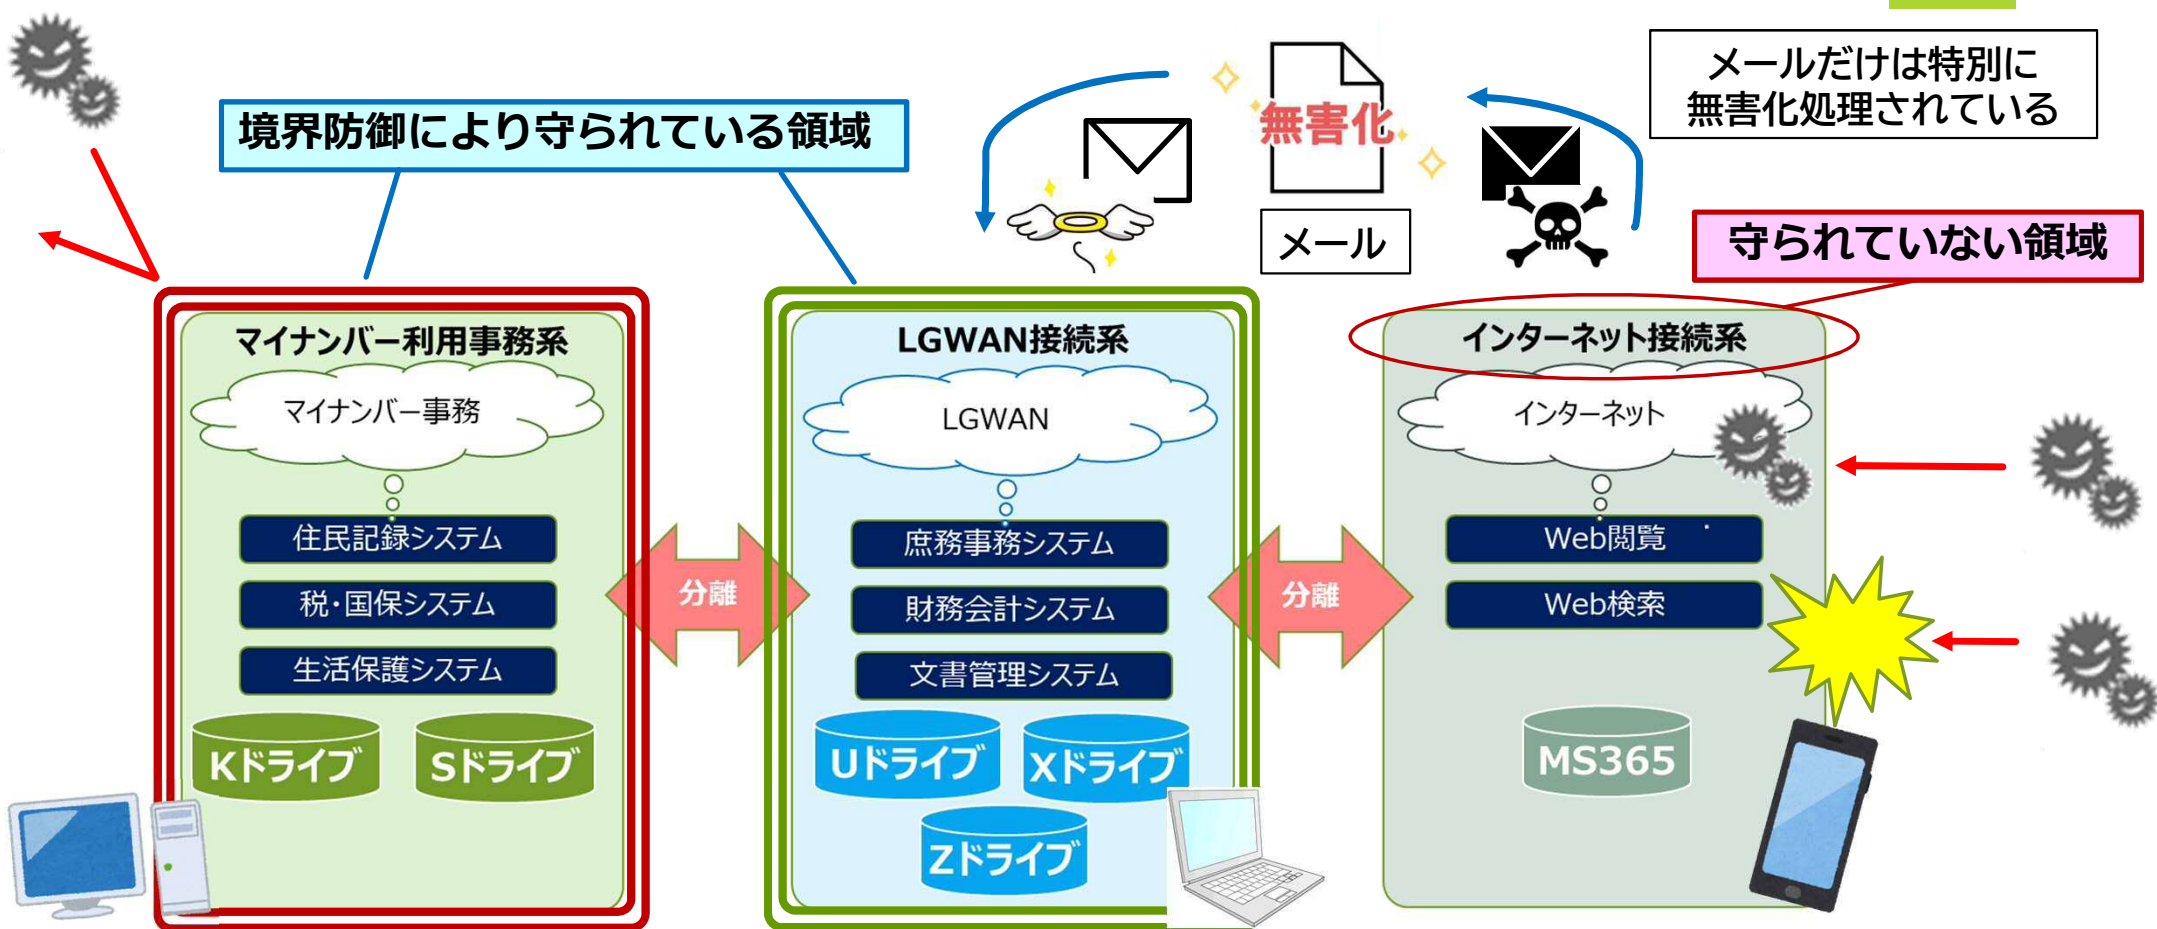 メールだけは特別に
無害化処理されている
境界防御により守られている領域
無害化
メール
守られていない領域
マイナンバー利用事務系
マイナンバー事務
住民記録システム
税・国保システム
生活保護システム
Kドライブ
Sドライブ
分離
LGWAN接続系
LGWAN
庶務事務システム
財務会計システム
文書管理システム
Uドライブ
Xドライブ
Zドライブ
分離
インターネット接続系
インターネット
Web閲覧
Web検索
MS365